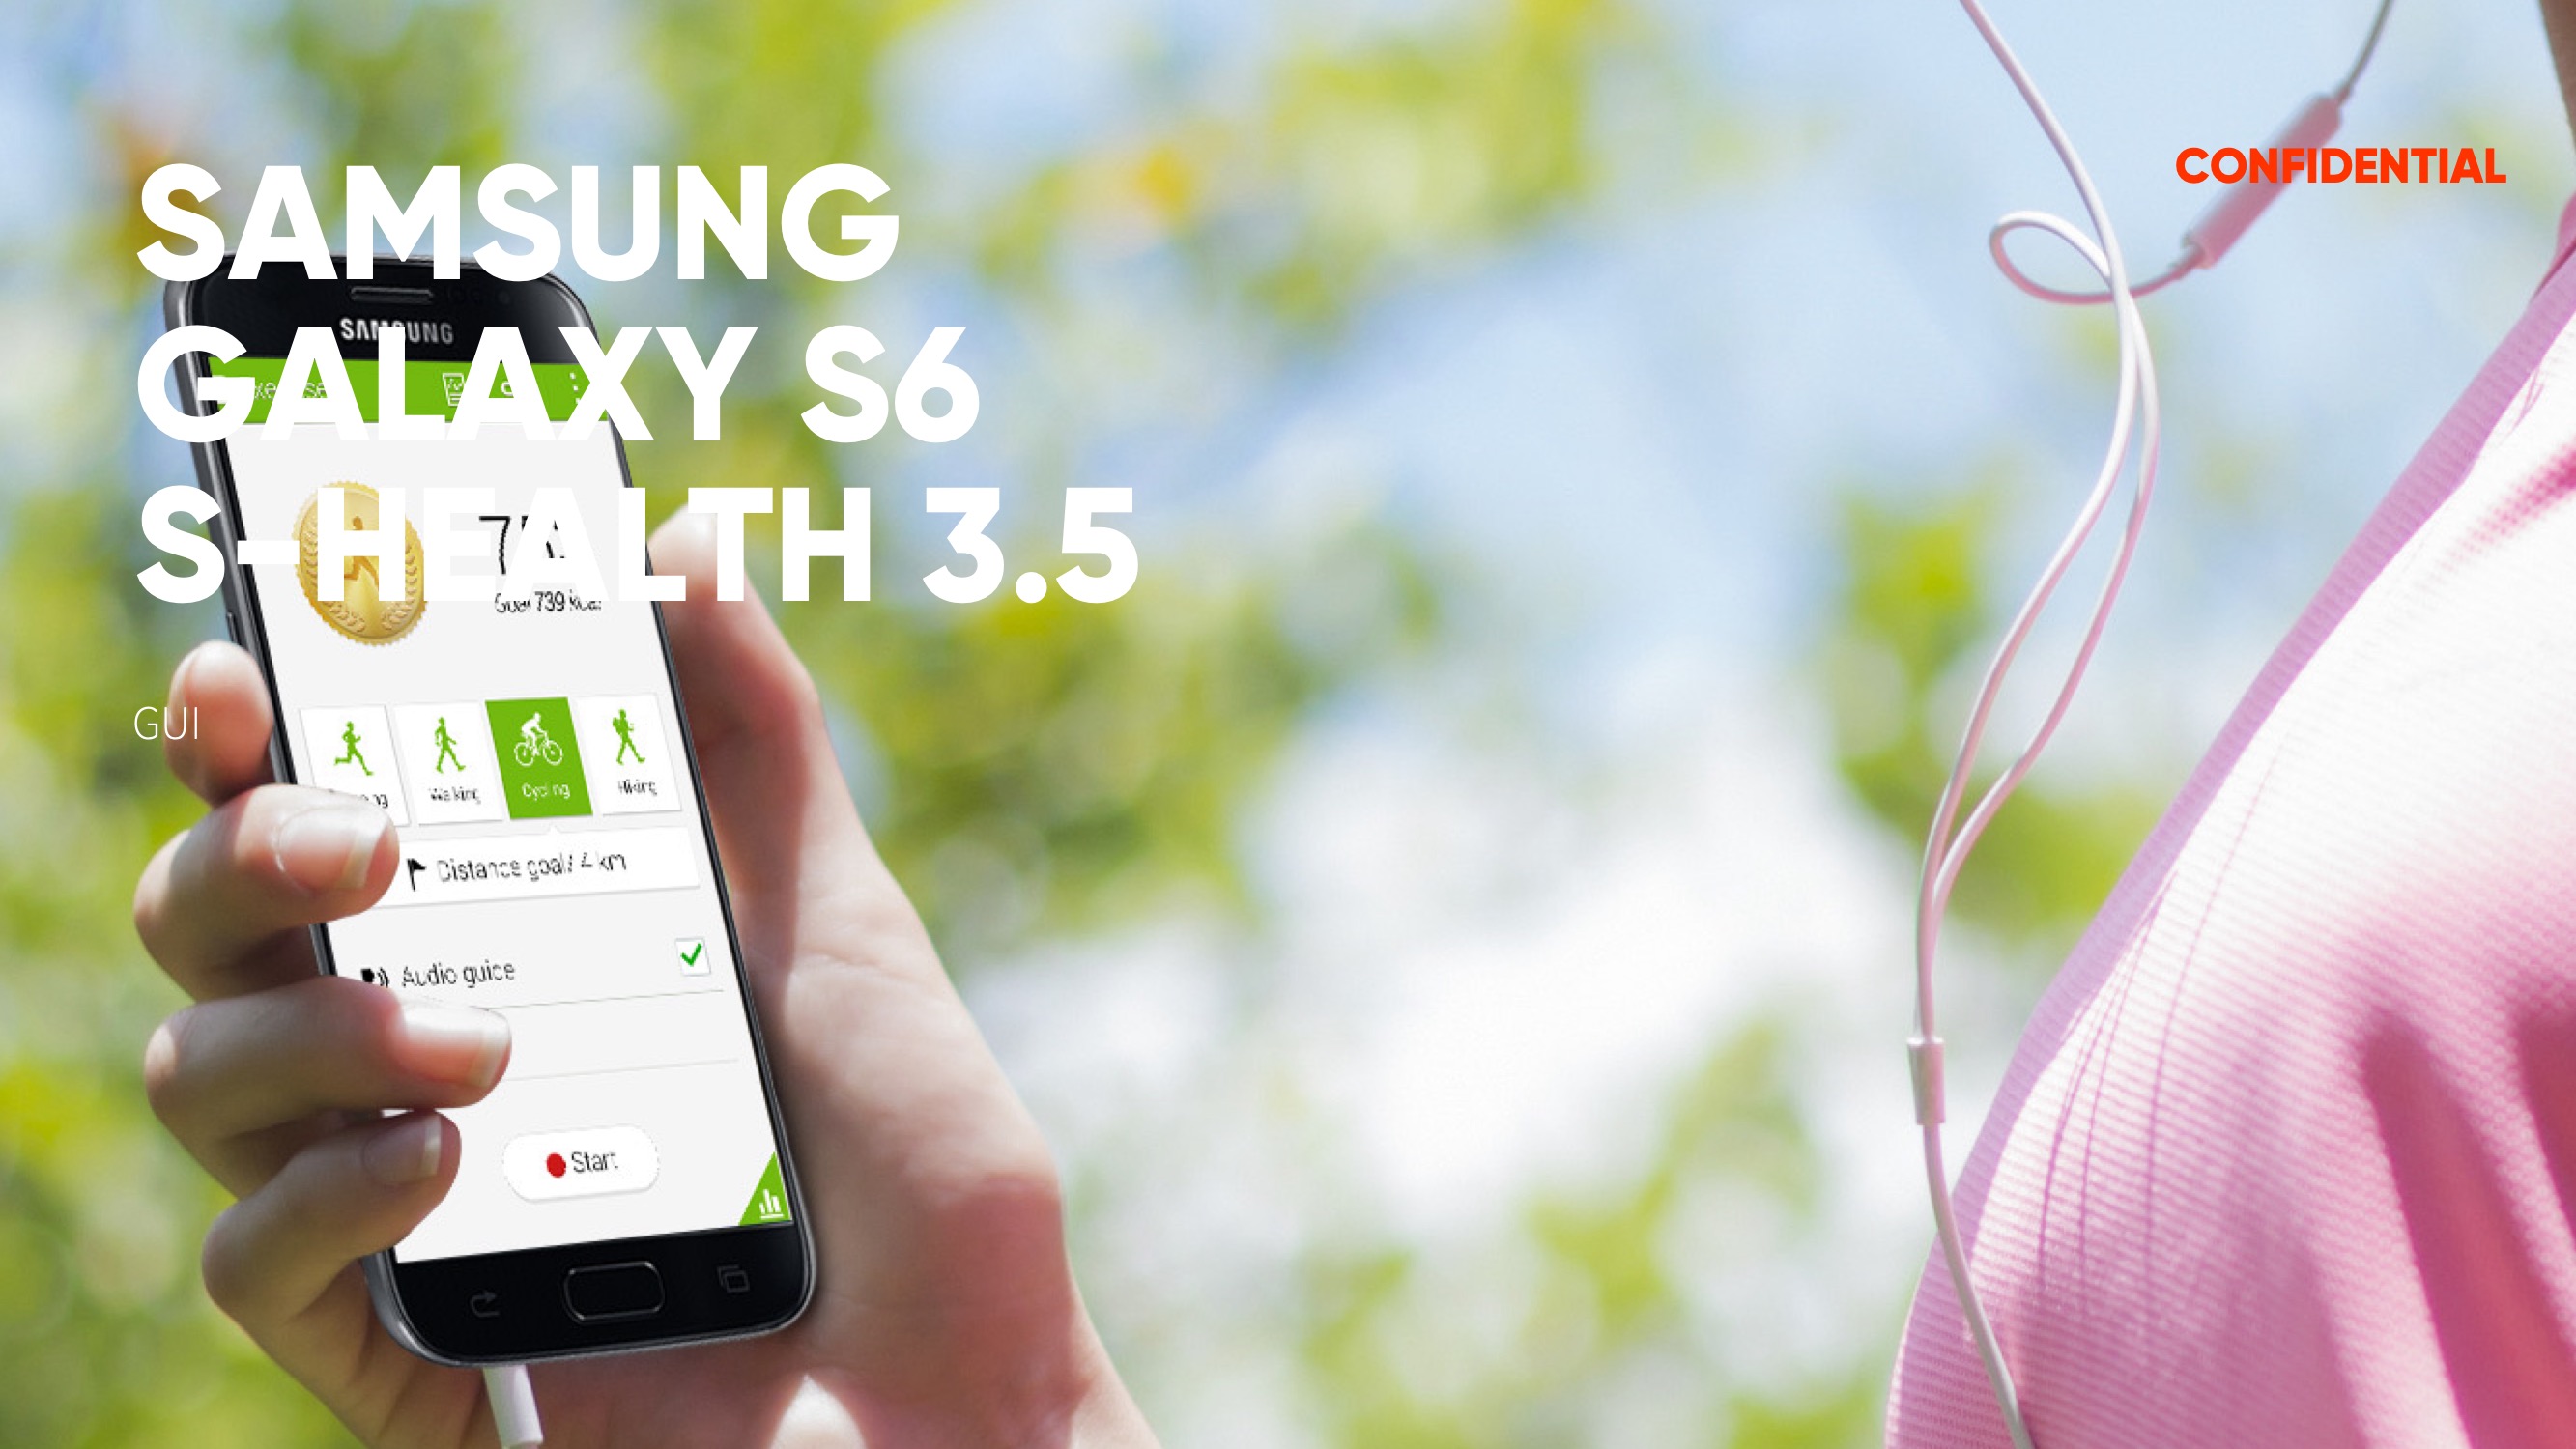 SAMSUNG
GALAXY S6
S-HEALTH 3.5
CONFIDENTIAL
GUI
SAMSUNG
739 kcal
Walking
Cycling
Hiking
Distance goal/ 4 km
Audio guide
Start